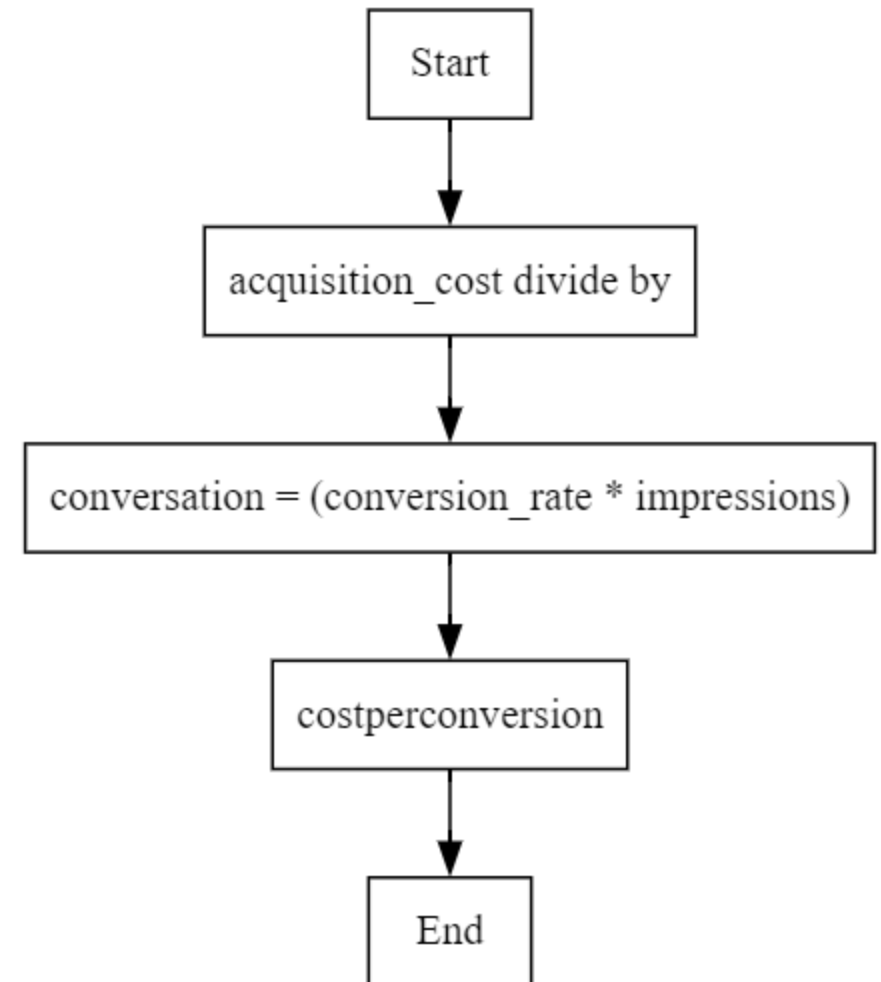 Start
acquisition_cost divide by
conversation = (conversion_rate * impressions)
costperconversion
End